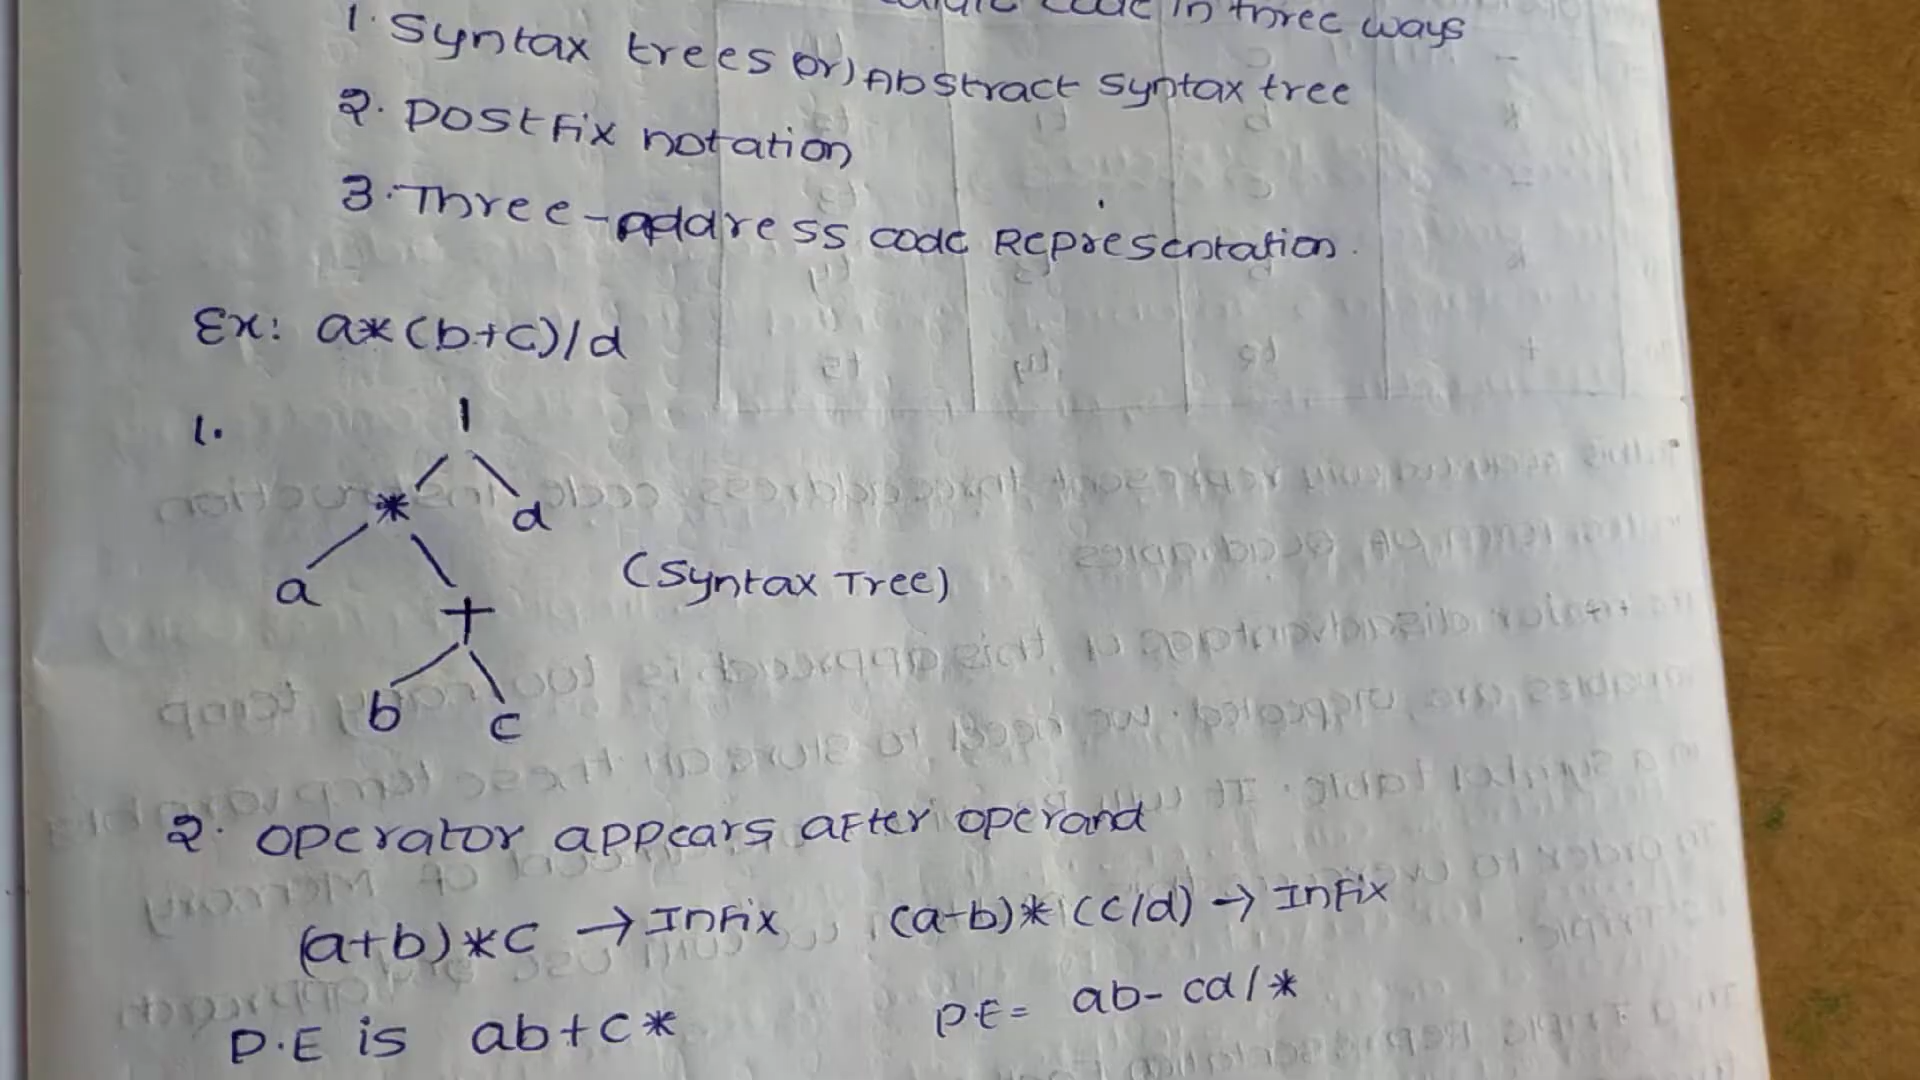 code in three ways
1. Syntax trees (or) Abstract Syntax tree
2. Postfix notation
3. Three-address code Representation.
Ex: a*(b+c)/d
1.
/
* d
a
(Syntax Tree)
+
b c
2. Operator appears after operand
(a+b)*c → Infix (a-b)*(c/d) → Infix
P.E is ab+c* P.E = ab-cd/*